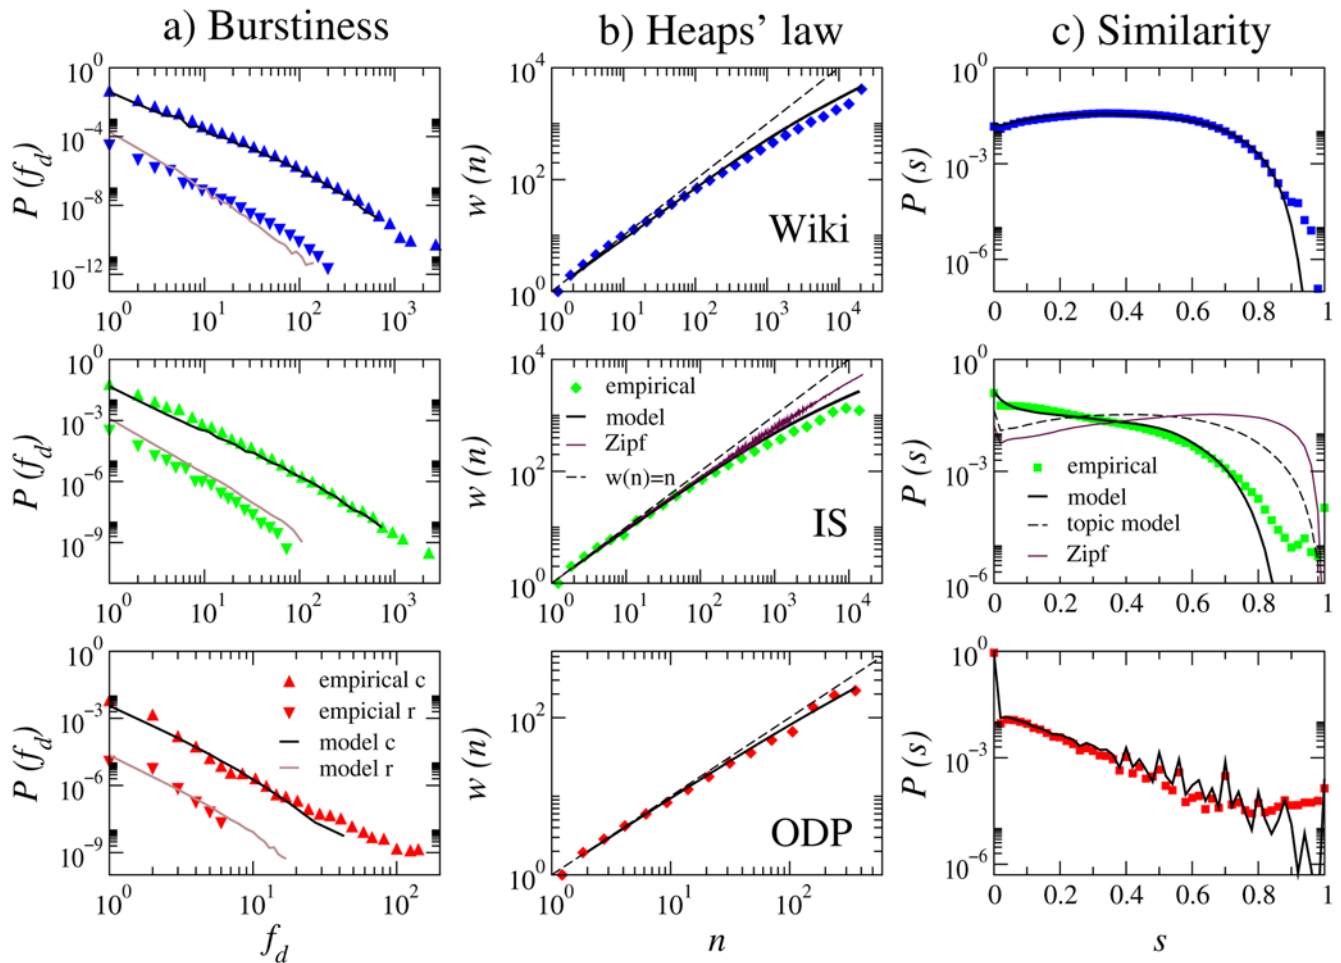 a) Burstiness
b) Heaps' law
c) Similarity
10^0
10^-4
10^-8
10^-12
P (f_d)
10^0 10^1 10^2 10^3
10^4
10^2
10^0
w (n)
Wiki
10^0 10^1 10^2 10^3 10^4
10^0
10^-3
10^-6
P (s)
0 0.2 0.4 0.6 0.8 1
10^0
10^-3
10^-6
10^-9
P (f_d)
10^0 10^1 10^2 10^3
10^4
10^2
10^0
w (n)
empirical
model
Zipf
w(n)=n
IS
10^0 10^1 10^2 10^3 10^4
10^0
10^-3
10^-6
P (s)
empirical
model
topic model
Zipf
0 0.2 0.4 0.6 0.8 1
10^0
10^-3
10^-6
10^-9
P (f_d)
empirical c
empicial r
model c
model r
10^0 10^1 10^2
f_d
10^2
10^0
w (n)
ODP
10^0 10^1 10^2
n
10^0
10^-3
10^-6
P (s)
0 0.2 0.4 0.6 0.8 1
s